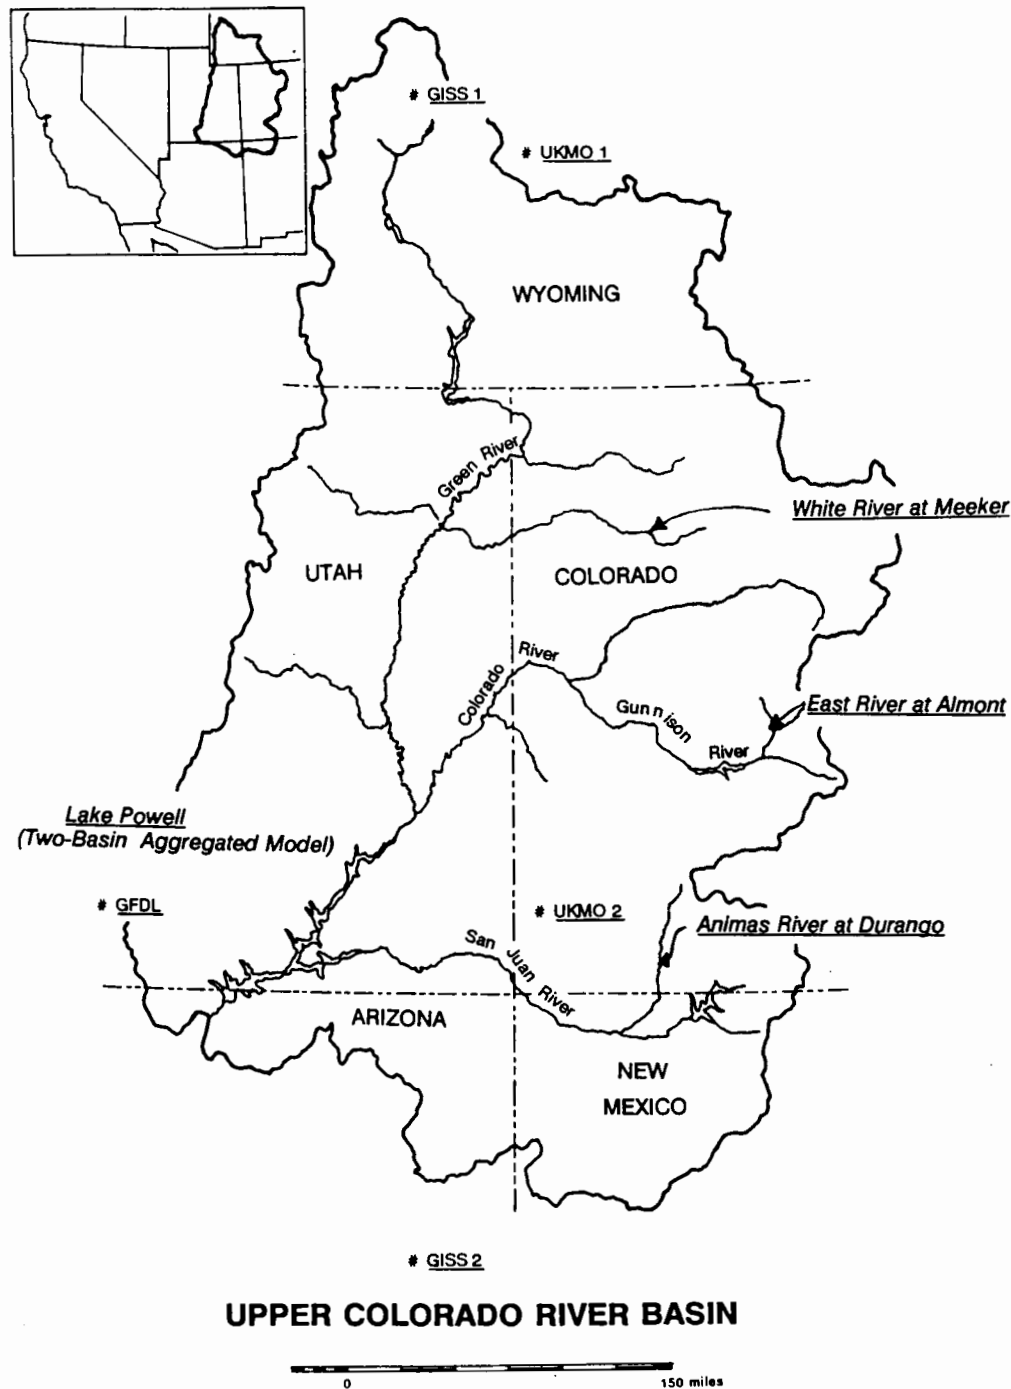 # GISS 1
# UKMO 1
WYOMING
Green River
White River at Meeker
UTAH
COLORADO
Colorado River
Gunnison River
East River at Almont
Lake Powell
(Two-Basin Aggregated Model)
# GFDL
# UKMO 2
Animas River at Durango
San Juan River
ARIZONA
NEW
MEXICO
# GISS 2
UPPER COLORADO RIVER BASIN
0 150 miles